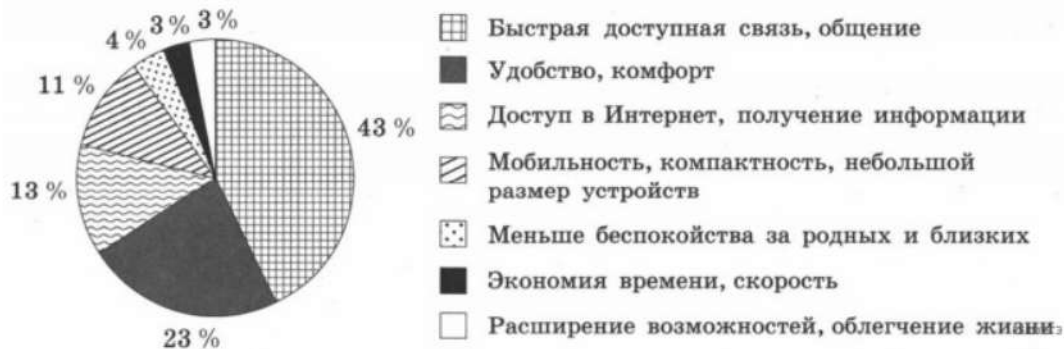 4 % 3 % 3 %
11 %
13 %
23 %
43 %
Быстрая доступная связь, общение
Удобство, комфорт
Доступ в Интернет, получение информации
Мобильность, компактность, небольшой
размер устройств
Меньше беспокойства за родных и близких
Экономия времени, скорость
Расширение возможностей, облегчение жизни